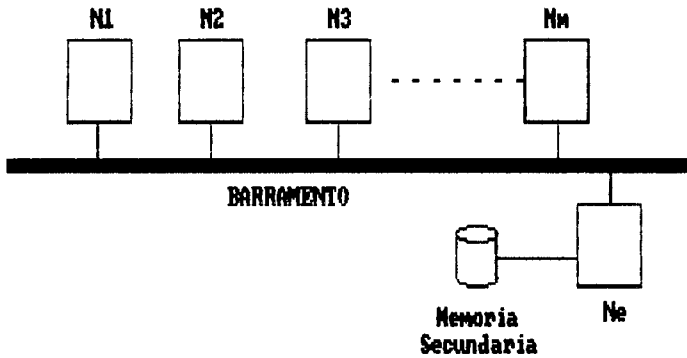 N1 N2 N3 Nm
BARRAMENTO
Memoria
Secundaria
Ne